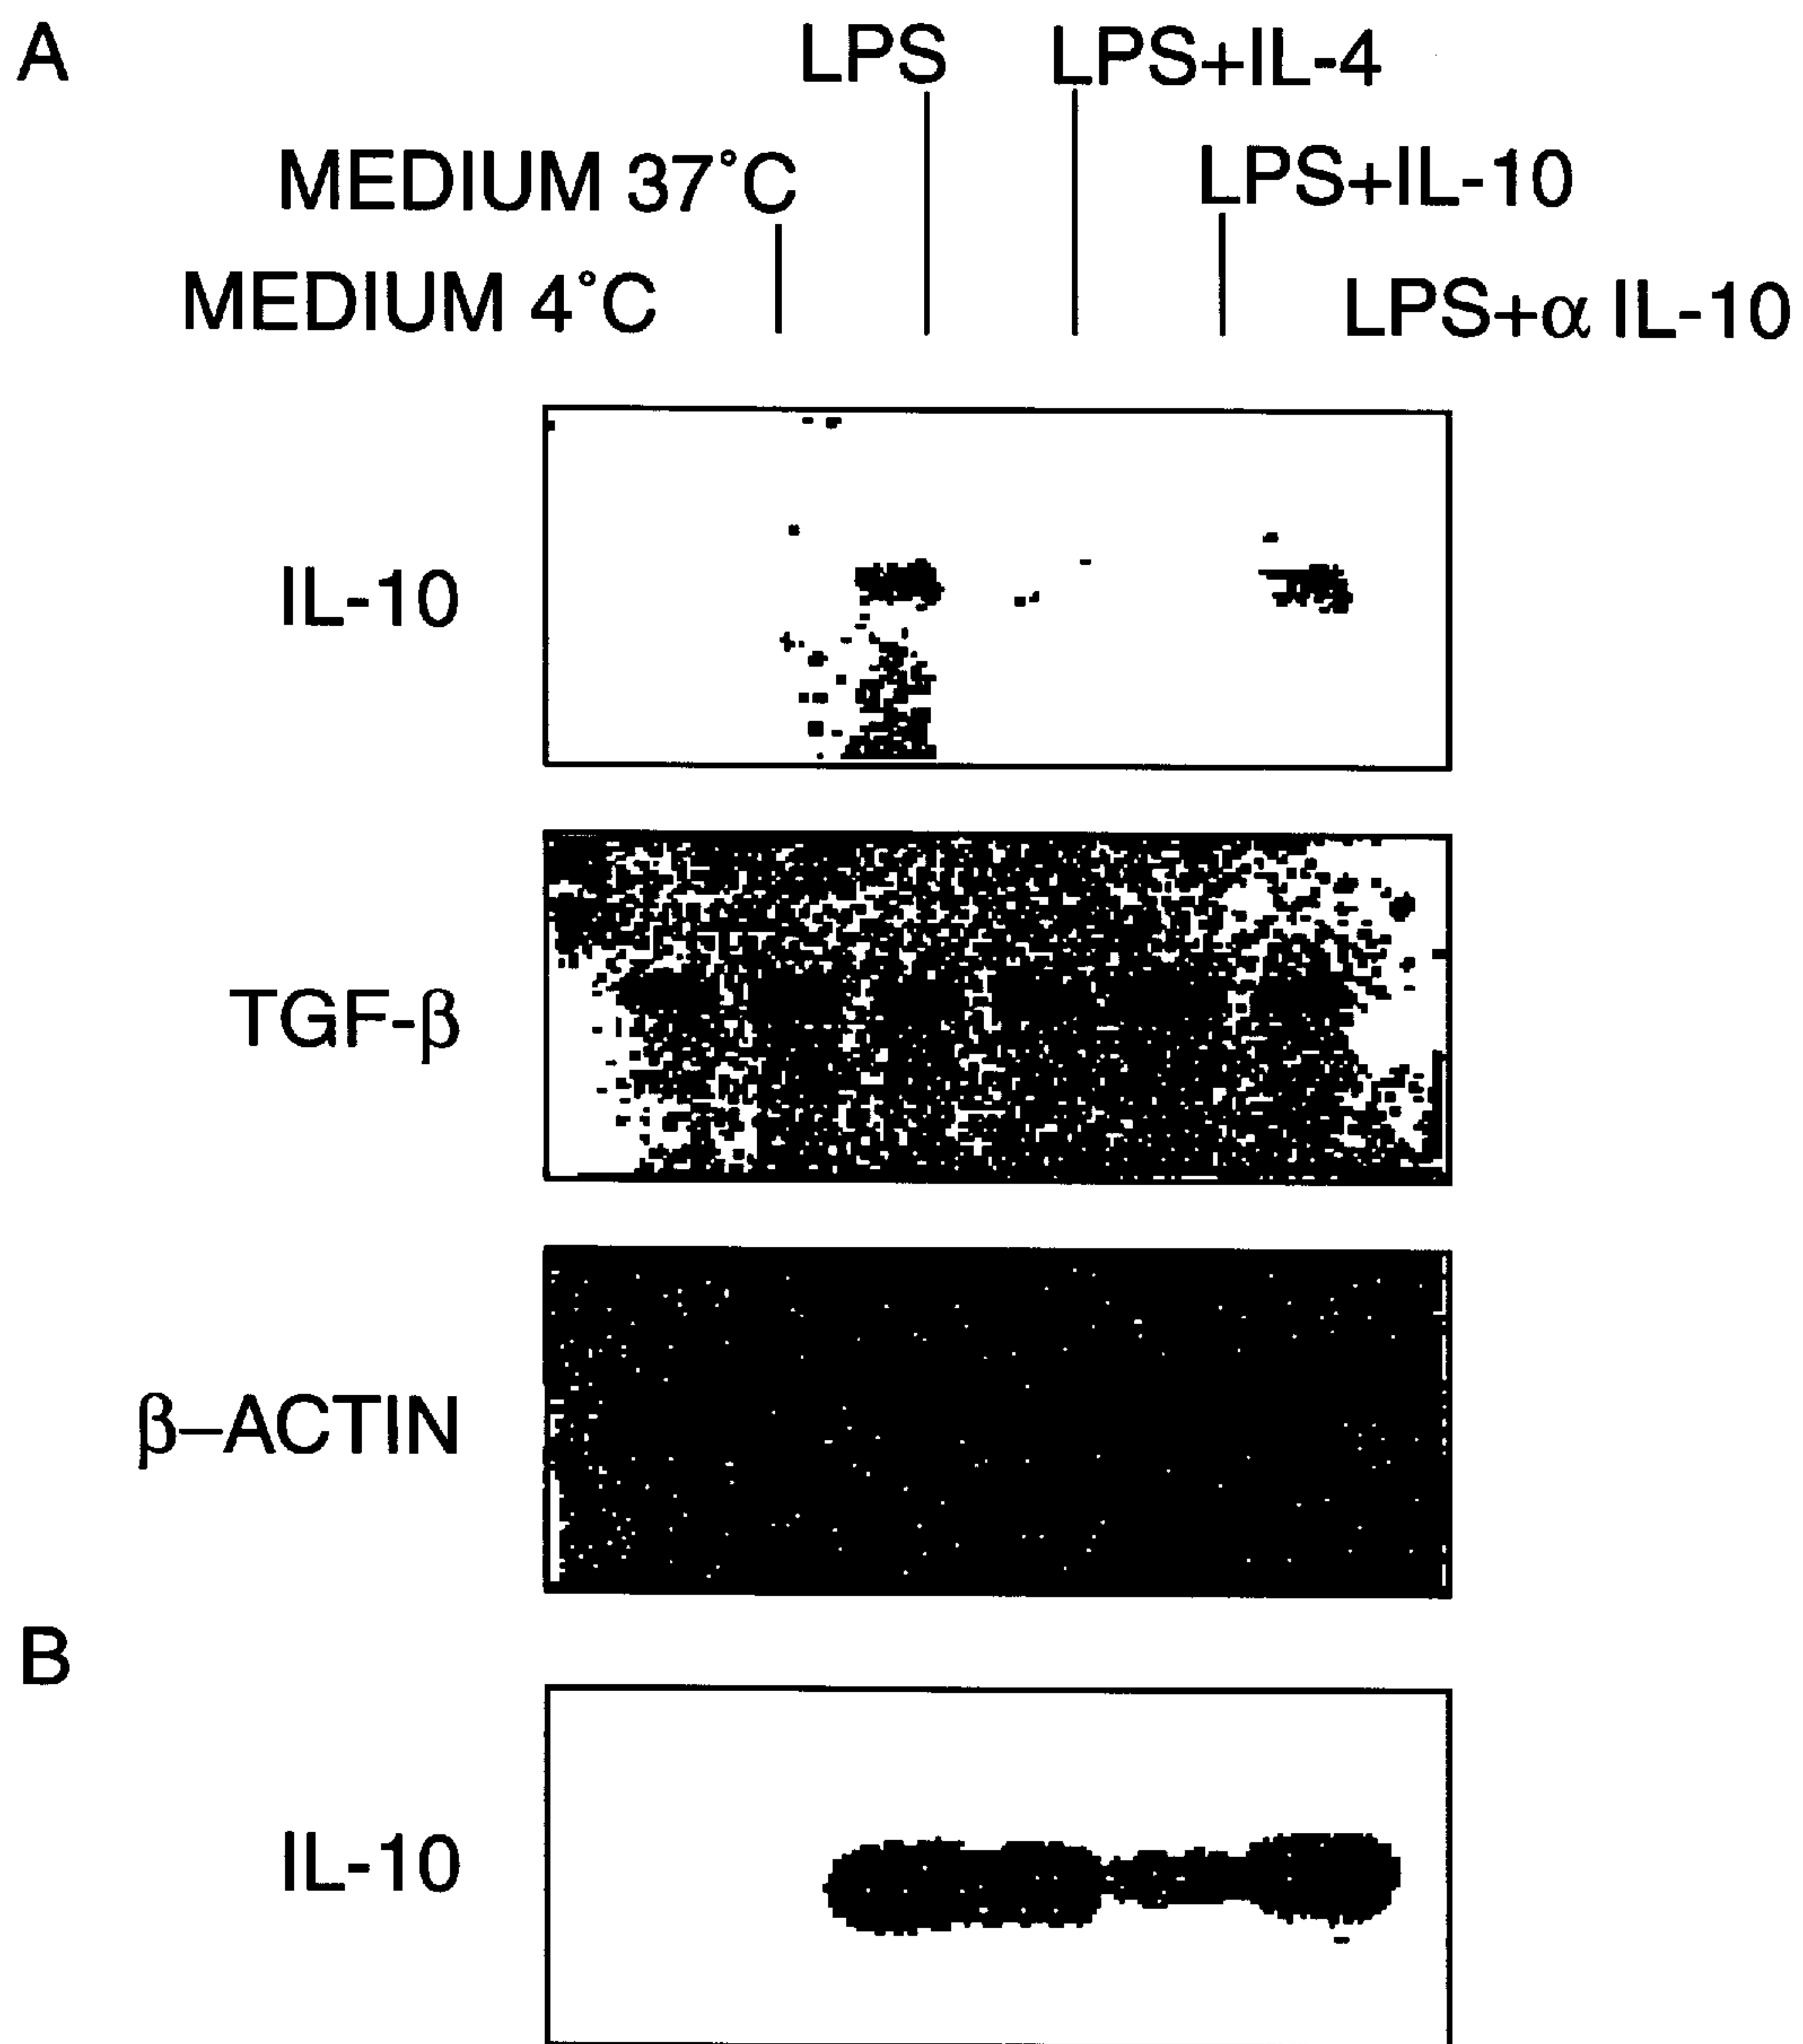 A
LPS
LPS+IL-4
MEDIUM 37°C
LPS+IL-10
MEDIUM 4°C
LPS+α IL-10
IL-10
TGF-β
β–ACTIN
B
IL-10